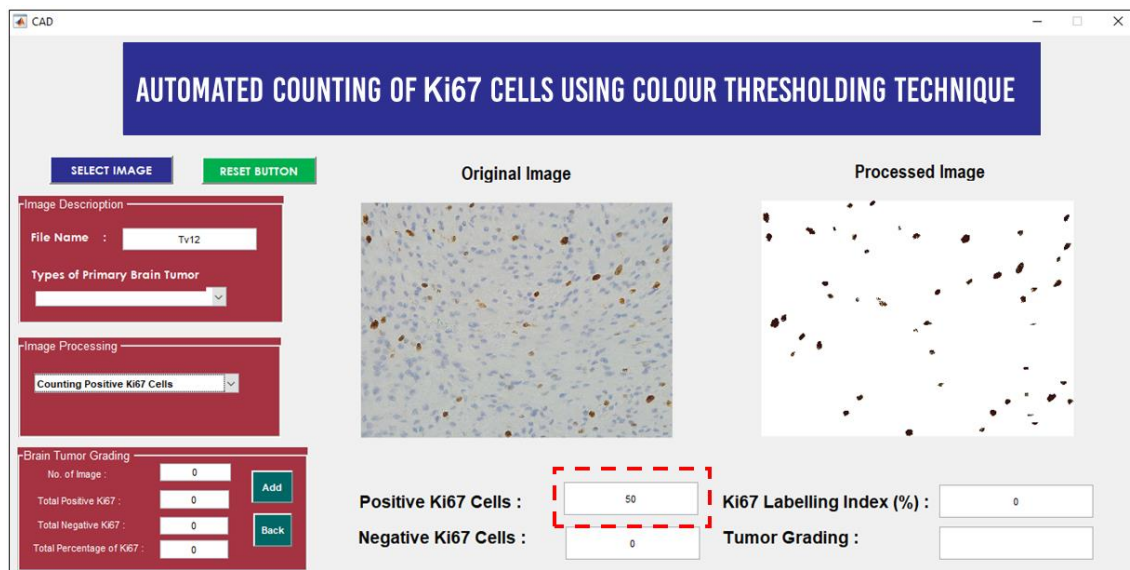 CAD
AUTOMATED COUNTING OF Ki67 CELLS USING COLOUR THRESHOLDING TECHNIQUE
SELECT IMAGE
RESET BUTTON
Original Image
Processed Image
Image Descrioption
File Name :
Tv12
Types of Primary Brain Tumor
Image Processing
Counting Positive Ki67 Cells
Brain Tumor Grading
No. of Image :
0
Total Positive Ki67 :
0
Total Negative Ki67 :
0
Total Percentage of Ki67 :
0
Add
Back
Positive Ki67 Cells :
50
Ki67 Labelling Index (%) :
0
Negative Ki67 Cells :
0
Tumor Grading :